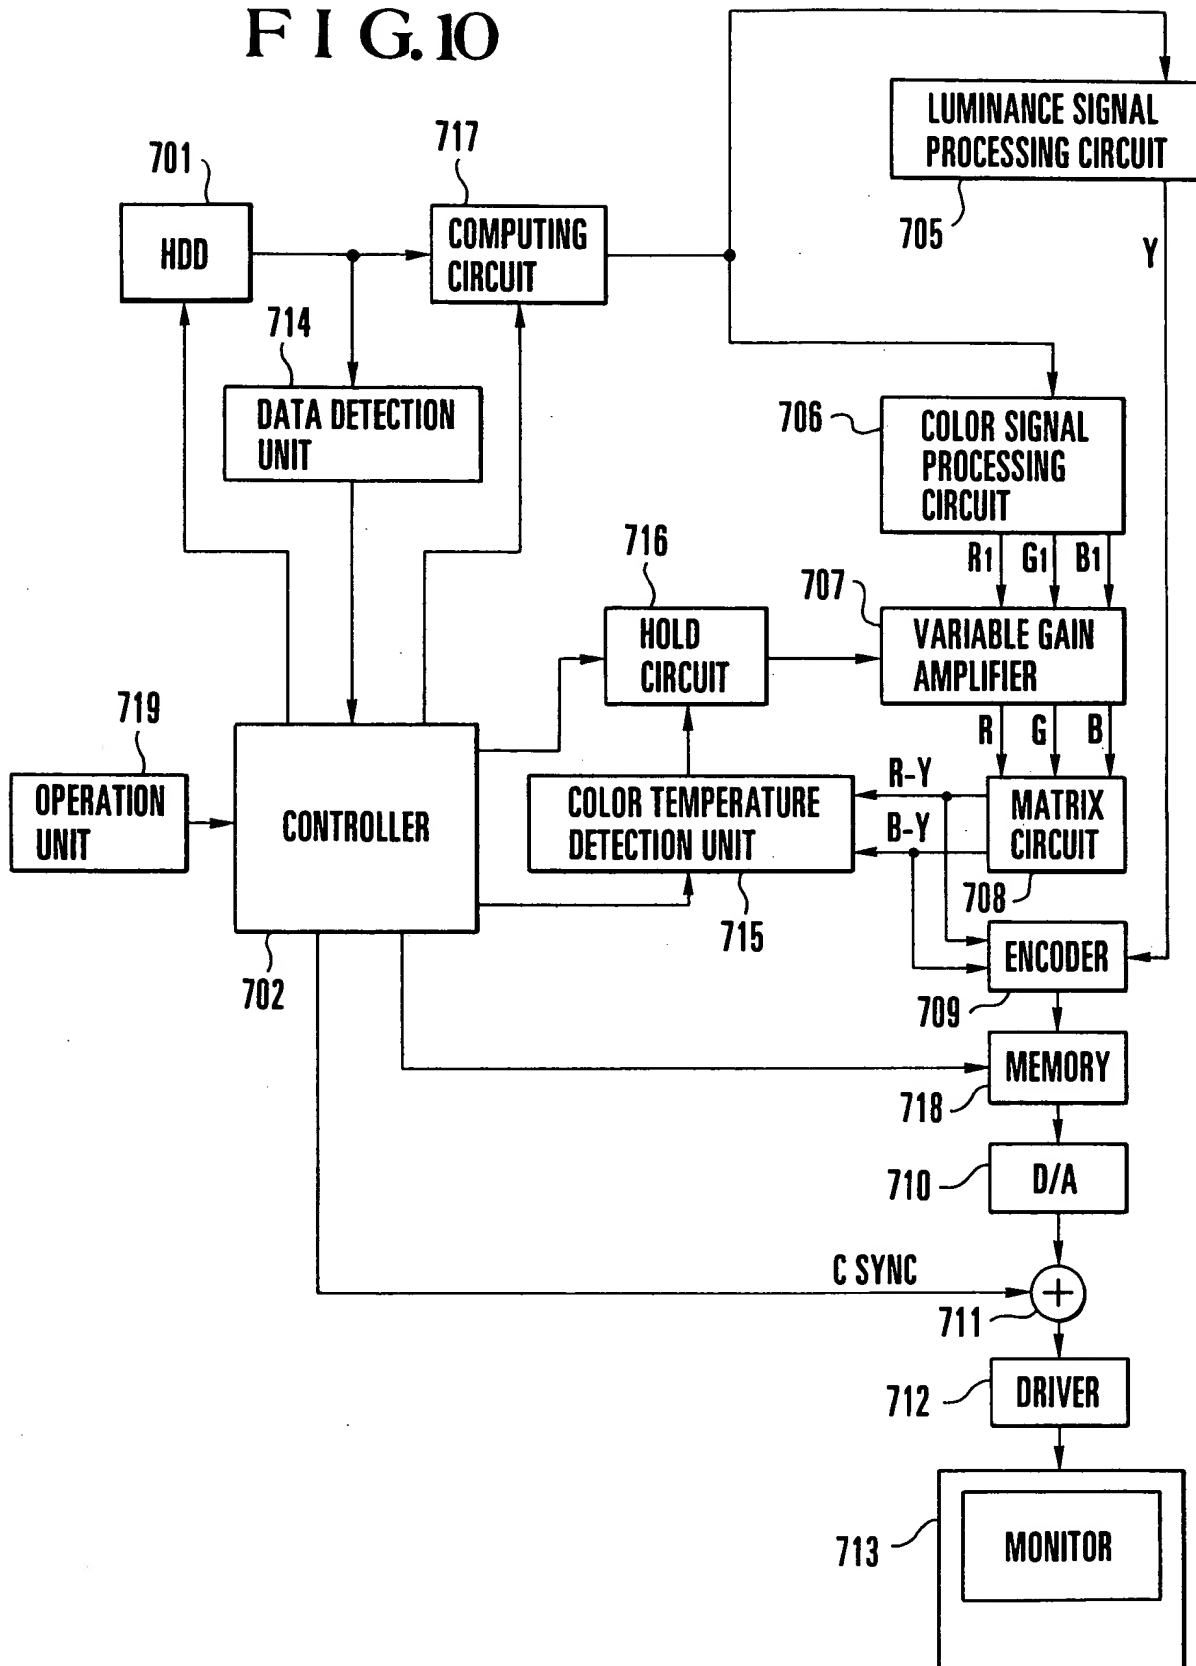 FIG.10
LUMINANCE SIGNAL
PROCESSING CIRCUIT
705
Y
717
701
HDD
COMPUTING
CIRCUIT
714
DATA DETECTION
UNIT
706
COLOR SIGNAL
PROCESSING
CIRCUIT
R1 G1 B1
716
HOLD
CIRCUIT
707
VARIABLE GAIN
AMPLIFIER
R G B
719
OPERATION
UNIT
CONTROLLER
702
COLOR TEMPERATURE
DETECTION UNIT
715
R-Y
B-Y
MATRIX
CIRCUIT
708
ENCODER
709
MEMORY
718
D/A
710
C SYNC
+
711
DRIVER
712
MONITOR
713